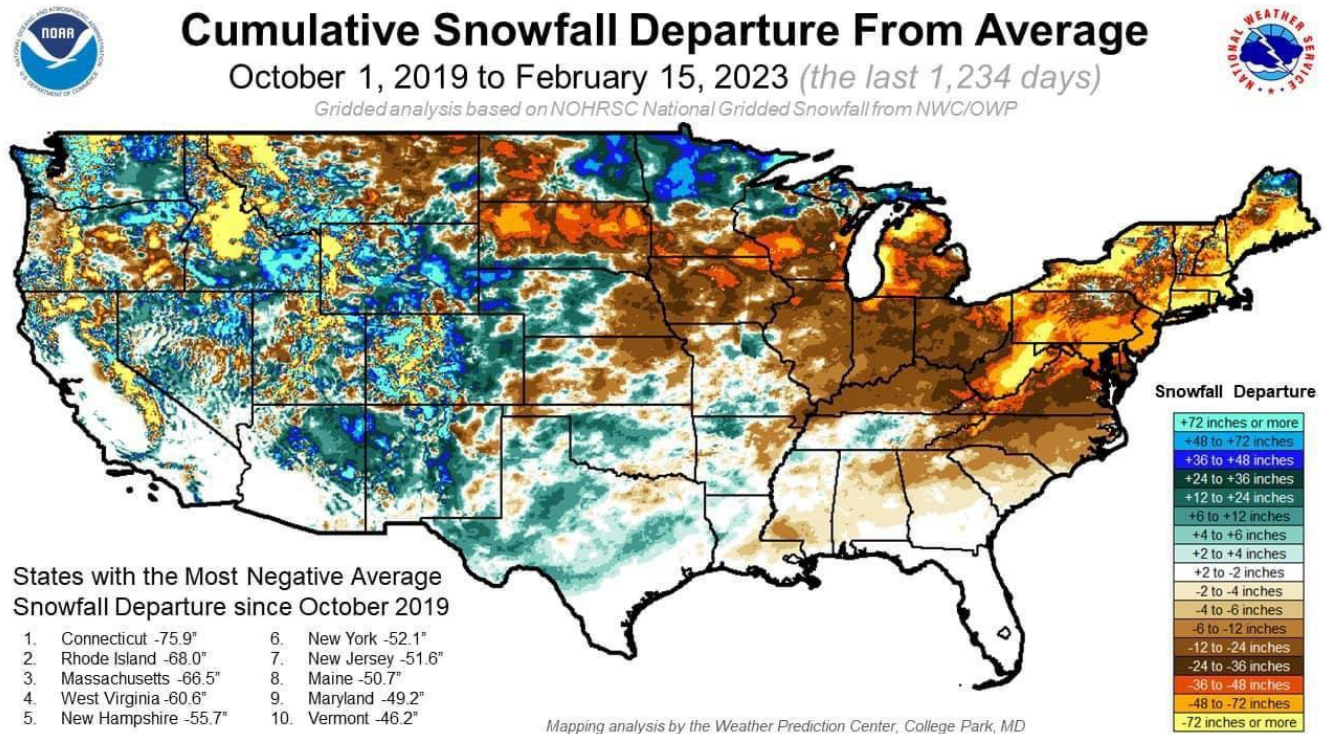 Cumulative Snowfall Departure From Average
October 1, 2019 to February 15, 2023 (the last 1,234 days)
Gridded analysis based on NOHRSC National Gridded Snowfall from NWC/OWP
NATIONAL OCEANIC AND ATMOSPHERIC ADMINISTRATION
NOAA
U.S. DEPARTMENT OF COMMERCE
NATIONAL WEATHER SERVICE
Snowfall Departure
+72 inches or more
+48 to +72 inches
+36 to +48 inches
+24 to +36 inches
+12 to +24 inches
+6 to +12 inches
+4 to +6 inches
+2 to +4 inches
+2 to -2 inches
-2 to -4 inches
-4 to -6 inches
-6 to -12 inches
-12 to -24 inches
-24 to -36 inches
-36 to -48 inches
-48 to -72 inches
-72 inches or more
States with the Most Negative Average
Snowfall Departure since October 2019
1. Connecticut -75.9”
2. Rhode Island -68.0”
3. Massachusetts -66.5”
4. West Virginia -60.6”
5. New Hampshire -55.7”
6. New York -52.1”
7. New Jersey -51.6”
8. Maine -50.7”
9. Maryland -49.2”
10. Vermont -46.2”
Mapping analysis by the Weather Prediction Center, College Park, MD